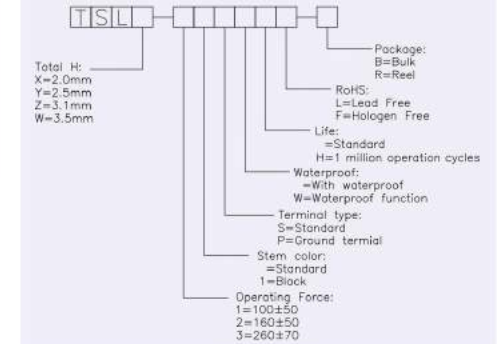 TSL
Package:
B=Bulk
R=Reel
Total H:
X=2.0mm
Y=2.5mm
Z=3.1mm
W=3.5mm
RoHS:
L=Lead Free
F=Hologen Free
Life:
=Standard
H=1 million operation cycles
Waterproof:
=With waterproof
W=Waterproof function
Terminal type:
S=Standard
P=Ground termial
Stem color:
=Standard
1=Block
Operating Force:
1=100±50
2=160±50
3=260±70